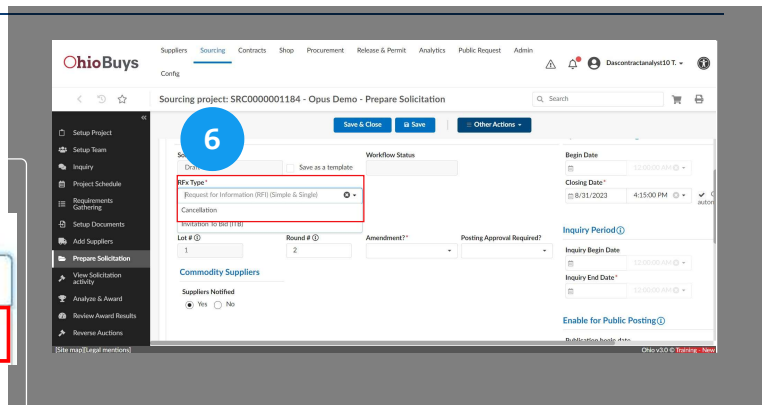 OhioBuys
Suppliers Sourcing Contracts Shop Procurement Release & Permit Analytics Public Request Admin
Config
Dascontractanalyst10 T.
Sourcing project: SRC0000001184 - Opus Demo - Prepare Solicitation
Search
Save & Close Save Other Actions
6
Setup Project
Setup Team
Inquiry
Project Schedule
Requirements
Gathering
Setup Documents
Add Suppliers
Prepare Solicitation
View Solicitation
activity
Analyze & Award
Review Award Results
Reverse Auctions
Save as a template
Workflow Status
RFx Type*
Request for Information (RFI) (Simple & Single)
Cancellation
Invitation To Bid (ITB)
Lot # Round # Amendment?* Posting Approval Required?
1 2
Commodity Suppliers
Suppliers Notified
Yes No
Begin Date
12:00:00 AM
Closing Date*
8/31/2023 4:15:00 PM
Inquiry Period
Inquiry Begin Date
12:00:00 AM
Inquiry End Date*
12:00:00 AM
Enable for Public Posting
Publication begin date
[Site map][Legal mentions]
Ohio v3.0 © Training - New